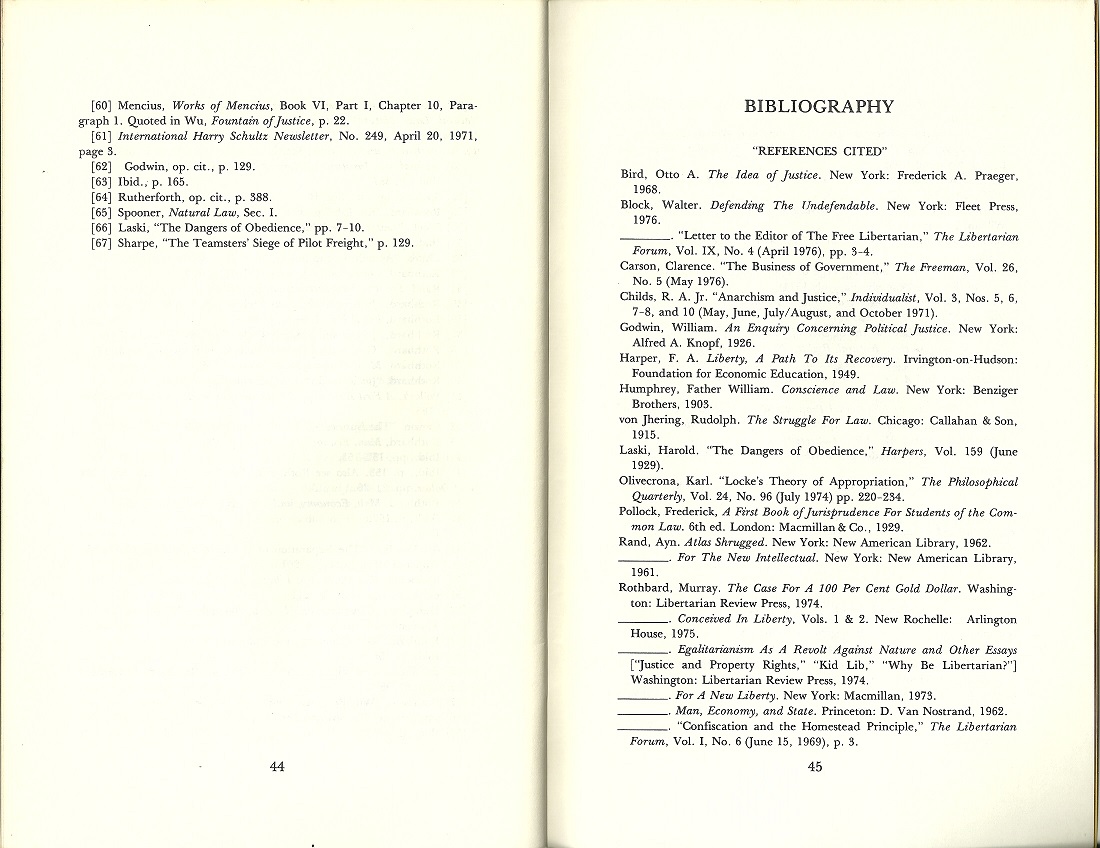 [60] Mencius, Works of Mencius, Book VI, Part I, Chapter 10, Para-
graph 1. Quoted in Wu, Fountain of Justice, p. 22.
[61] International Harry Schultz Newsletter, No. 249, April 20, 1971,
page 3.
[62] Godwin, op. cit., p. 129.
[63] Ibid., p. 165.
[64] Rutherforth, op. cit., p. 388.
[65] Spooner, Natural Law, Sec. I.
[66] Laski, “The Dangers of Obedience,” pp. 7-10.
[67] Sharpe, “The Teamsters’ Siege of Pilot Freight,” p. 129.
44
BIBLIOGRAPHY
“REFERENCES CITED”
Bird, Otto A. The Idea of Justice. New York: Frederick A. Praeger,
1968.
Block, Walter. Defending The Undefendable. New York: Fleet Press,
1976.
________. “Letter to the Editor of The Free Libertarian,” The Libertarian
Forum, Vol. IX, No. 4 (April 1976), pp. 3-4.
Carson, Clarence. “The Business of Government,” The Freeman, Vol. 26,
No. 5 (May 1976).
Childs, R. A. Jr. “Anarchism and Justice,” Individualist, Vol. 3, Nos. 5, 6,
7-8, and 10 (May, June, July/August, and October 1971).
Godwin, William. An Enquiry Concerning Political Justice. New York:
Alfred A. Knopf, 1926.
Harper, F. A. Liberty, A Path To Its Recovery. Irvington-on-Hudson:
Foundation for Economic Education, 1949.
Humphrey, Father William. Conscience and Law. New York: Benziger
Brothers, 1903.
von Jhering, Rudolph. The Struggle For Law. Chicago: Callahan & Son,
1915.
Laski, Harold. “The Dangers of Obedience,” Harpers, Vol. 159 (June
1929).
Olivecrona, Karl. “Locke’s Theory of Appropriation,” The Philosophical
Quarterly, Vol. 24, No. 96 (July 1974) pp. 220-234.
Pollock, Frederick, A First Book of Jurisprudence For Students of the Com-
mon Law. 6th ed. London: Macmillan & Co., 1929.
Rand, Ayn. Atlas Shrugged. New York: New American Library, 1962.
________. For The New Intellectual. New York: New American Library,
1961.
Rothbard, Murray. The Case For A 100 Per Cent Gold Dollar. Washing-
ton: Libertarian Review Press, 1974.
________. Conceived In Liberty, Vols. 1 & 2. New Rochelle: Arlington
House, 1975.
________. Egalitarianism As A Revolt Against Nature and Other Essays
[“Justice and Property Rights,” “Kid Lib,” “Why Be Libertarian?”]
Washington: Libertarian Review Press, 1974.
________. For A New Liberty. New York: Macmillan, 1973.
________. Man, Economy, and State. Princeton: D. Van Nostrand, 1962.
________. “Confiscation and the Homestead Principle,” The Libertarian
Forum, Vol. I, No. 6 (June 15, 1969), p. 3.
45